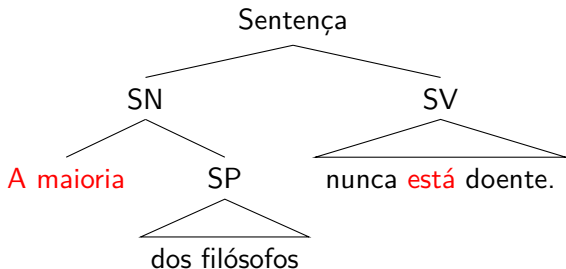 Sentença
SN SV
A maioria SP nunca está doente.
dos filósofos